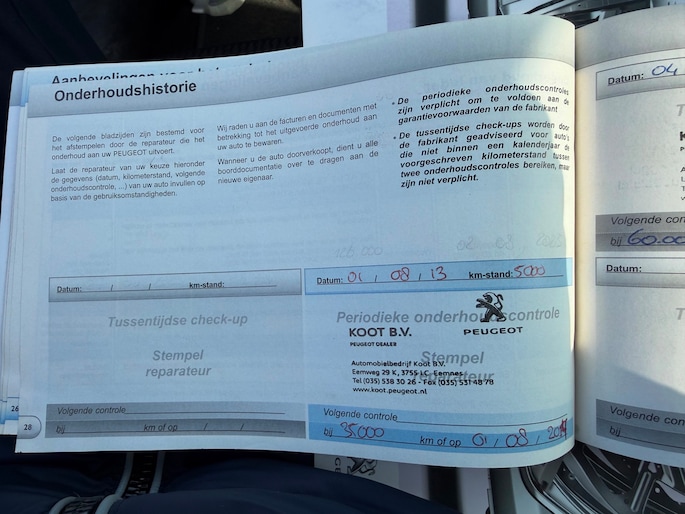 Aanbevelingen
Onderhoudshistorie
De volgende bladzijden zijn bestemd voor
het afstempelen door de reparateur die het
onderhoud aan uw PEUGEOT uitvoert.
Laat de reparateur van uw keuze hieronder
de gegevens (datum, kilometerstand, volgende
onderhoudscontrole, ...) van uw auto invullen op
basis van de gebruiksomstandigheden.
Wij raden u aan de facturen en documenten met
betrekking tot het uitgevoerde onderhoud aan
uw auto te bewaren.
Wanneer u de auto doorverkoopt, dient u alle
boorddocumentatie over te dragen aan de
nieuwe eigenaar.
• De periodieke onderhoudscontroles
zijn verplicht om te voldoen aan de
garantievoorwaarden van de fabrikant
• De tussentijdse check-ups worden door
de fabrikant geadviseerd voor auto's
die niet binnen een kalenderjaar de
voorgeschreven kilometerstand tussen
twee onderhoudscontroles bereiken, maar
zijn niet verplicht.
Datum: / / km-stand:
Tussentijdse check-up
Stempel
reparateur
Volgende controle
bij km of op / /
28
26
Datum: 01 / 08 / 13 km-stand: 5000
Periodieke onderhoudscontrole
PEUGEOT
KOOT B.V.
PEUGEOT DEALER
Stempel
reparateur
Automobielbedrijf Koot B.V.
Eemweg 29 K, 3755 LC Eemnes
Tel (035) 538 30 26 - Fax (035) 531 48 78
www.koot.peugeot.nl
Volgende controle
bij 35000 km of op 01 / 08 / 2014
Datum: 04
Volgende con
bij 60.00
Datum:
Volgende con
bij